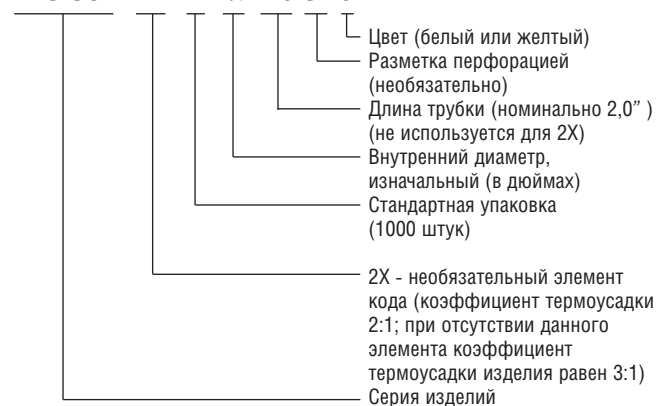 Цвет (белый или желтый)
Разметка перфорацией
(необязательно)
Длина трубки (номинально 2,0” )
(не используется для 2X)
Внутренний диаметр,
изначальный (в дюймах)
Стандартная упаковка
(1000 штук)
2X - необязательный элемент
кода (коэффициент термоусадки
2:1; при отсутствии данного
элемента коэффициент
термоусадки изделия равен 3:1)
Серия изделий